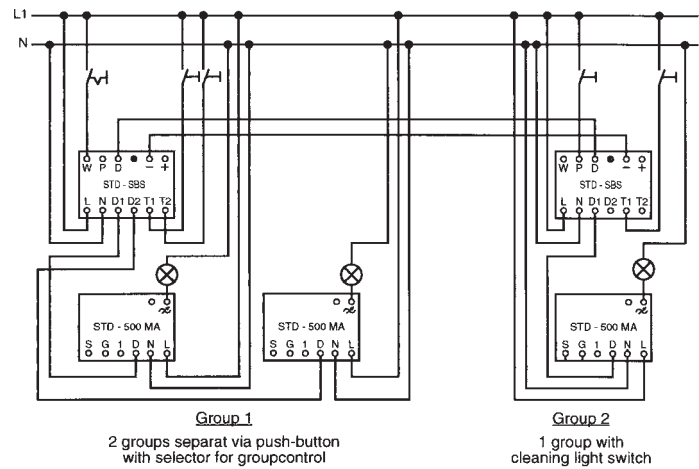 L1
N
W P D − +
STD - SBS
L N D1 D2 T1 T2
W P D − +
STD - SBS
L N D1 D2 T1 T2
STD - 500 MA
S G 1 D N L
STD - 500 MA
S G 1 D N L
STD - 500 MA
S G 1 D N L
Group 1
2 groups separat via push-button
with selector for groupcontrol
Group 2
1 group with
cleaning light switch